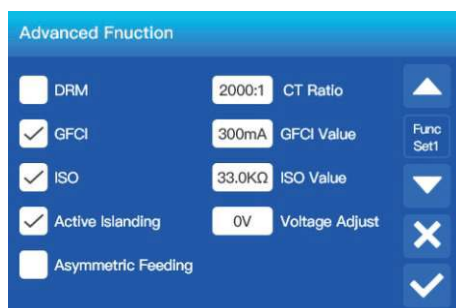 Advanced Fnuction
DRM
2000:1 CT Ratio
GFCI
300mA GFCI Value
Func
Set1
ISO
33.0KΩ ISO Value
Active Islanding
0V Voltage Adjust
Asymmetric Feeding